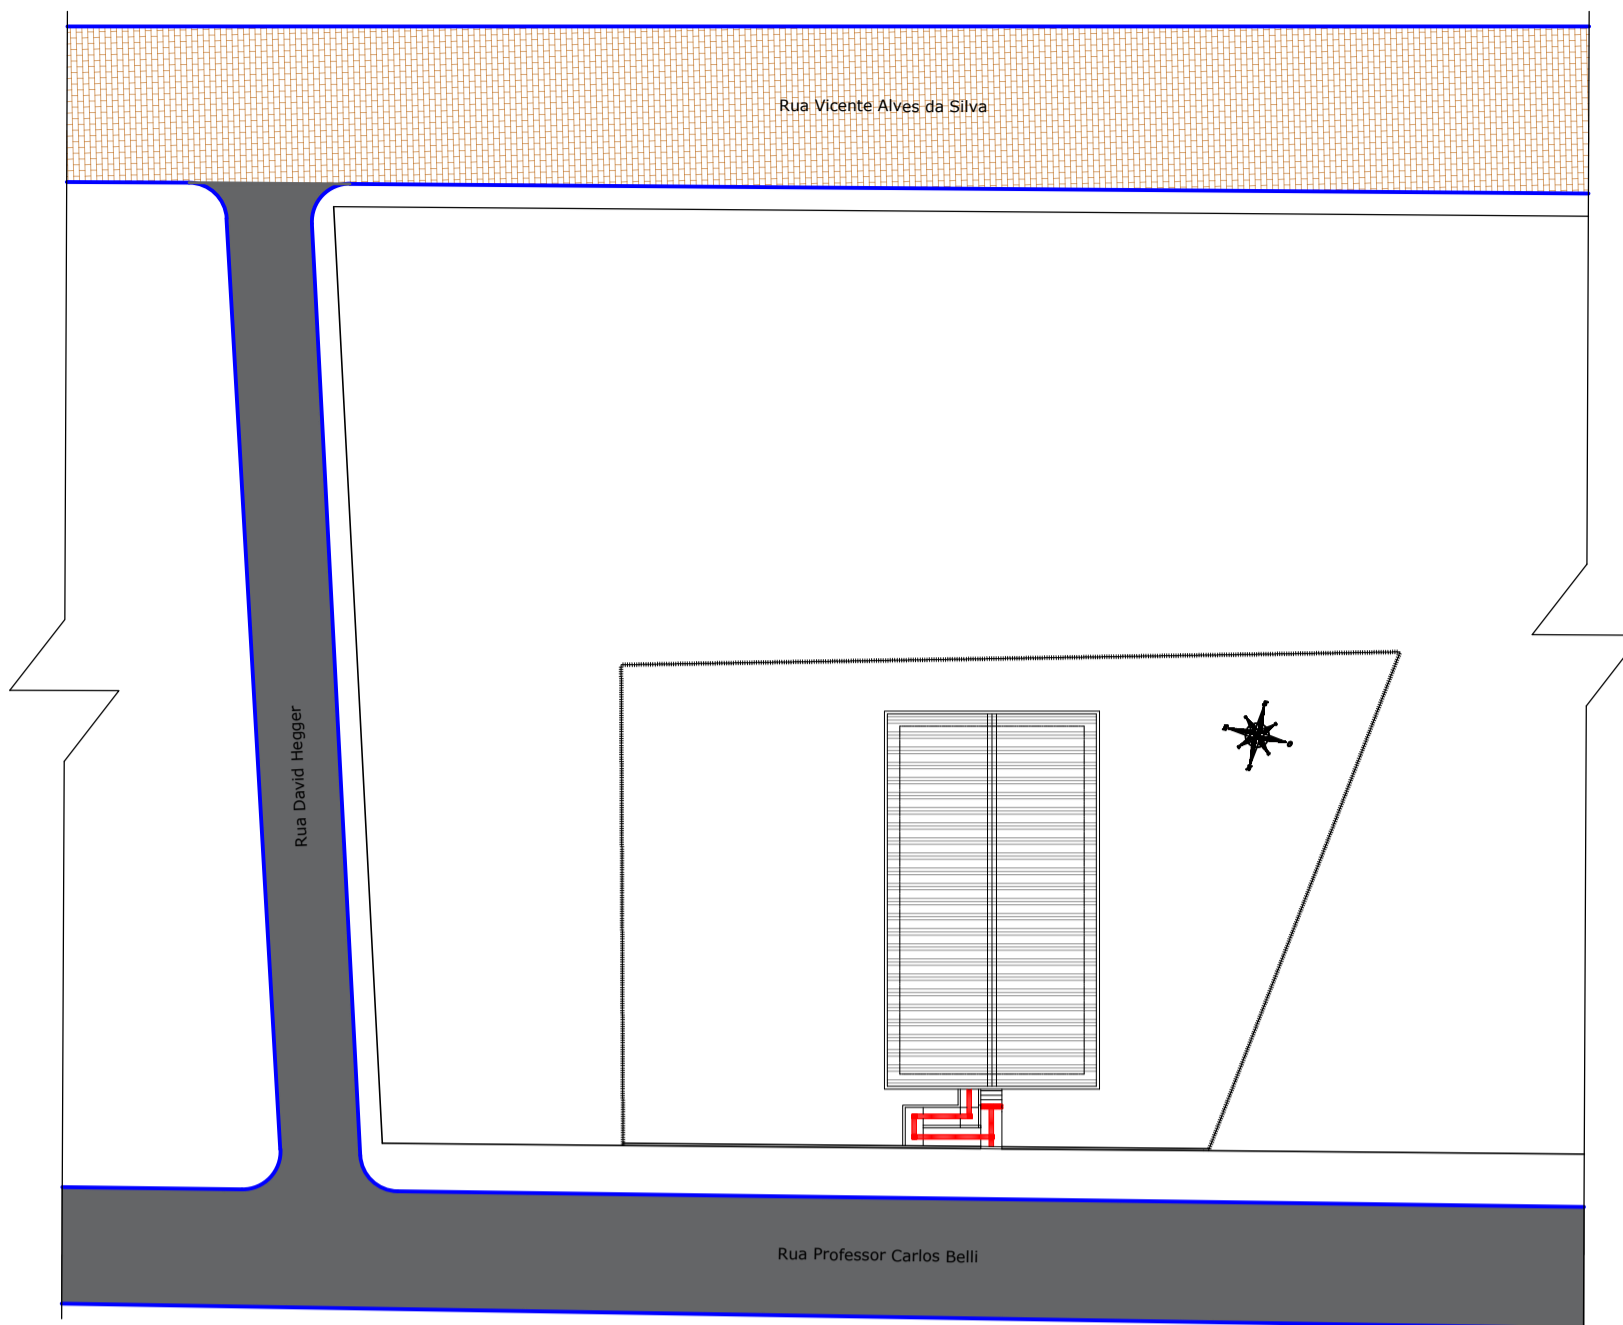 Rua Vicente Alves da Silva
Rua David Hegger
Rua Professor Carlos Belli